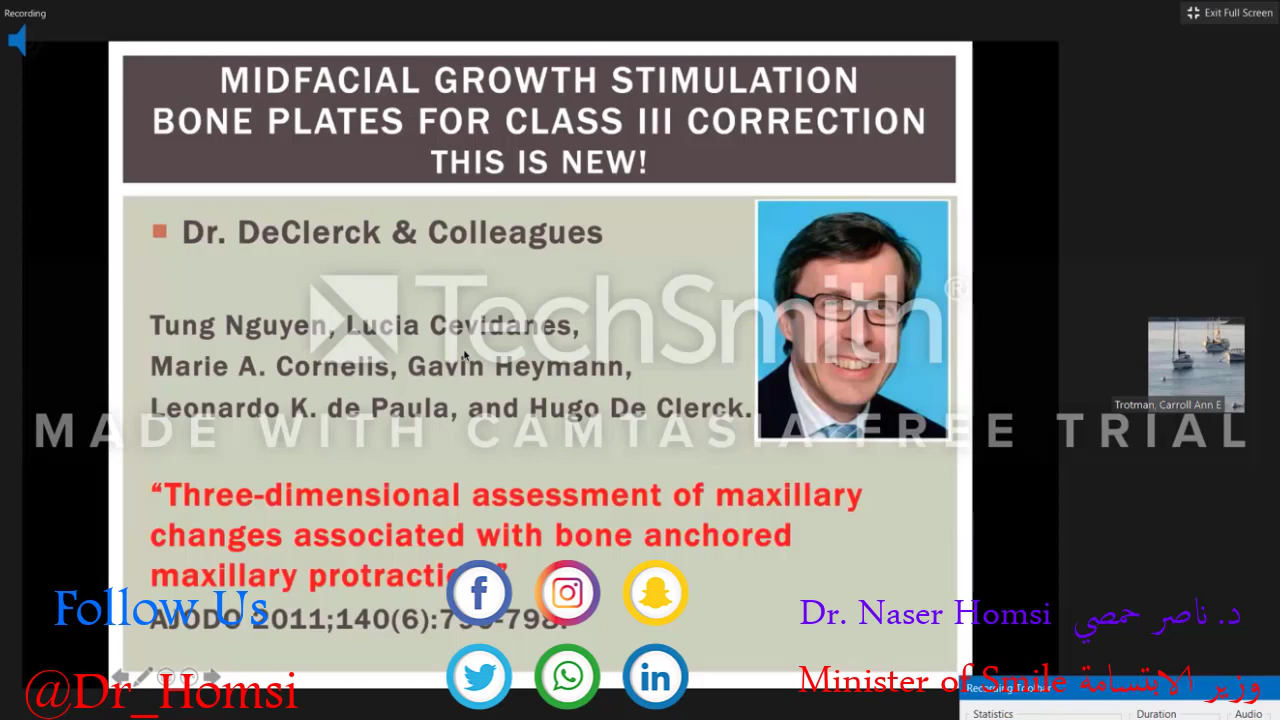 Recording
Exit Full Screen
MIDFACIAL GROWTH STIMULATION
BONE PLATES FOR CLASS III CORRECTION
THIS IS NEW!
Dr. DeClerck & Colleagues
TechSmith®
Tung Nguyen, Lucia Cevidanes,
Marie A. Cornelis, Gavin Heymann,
Leonardo K. de Paula, and Hugo De Clerck.
Trotman, Carroll Ann E
MADE WITH CAMTASIA FREE TRIAL
“Three-dimensional assessment of maxillary
changes associated with bone anchored
maxillary
AJODO 2011;140(6):
Follow Us
@Dr_Homsi
Dr. Naser Homsi د. ناصر حمصي
Minister of Smile وزير الابتسامة
Recording Toolbar
Statistics
Duration
Audio